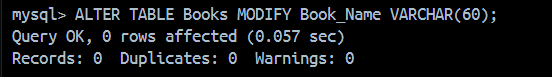 mysql> ALTER TABLE Books MODIFY Book_Name VARCHAR(60);
Query OK, 0 rows affected (0.057 sec)
Records: 0  Duplicates: 0  Warnings: 0